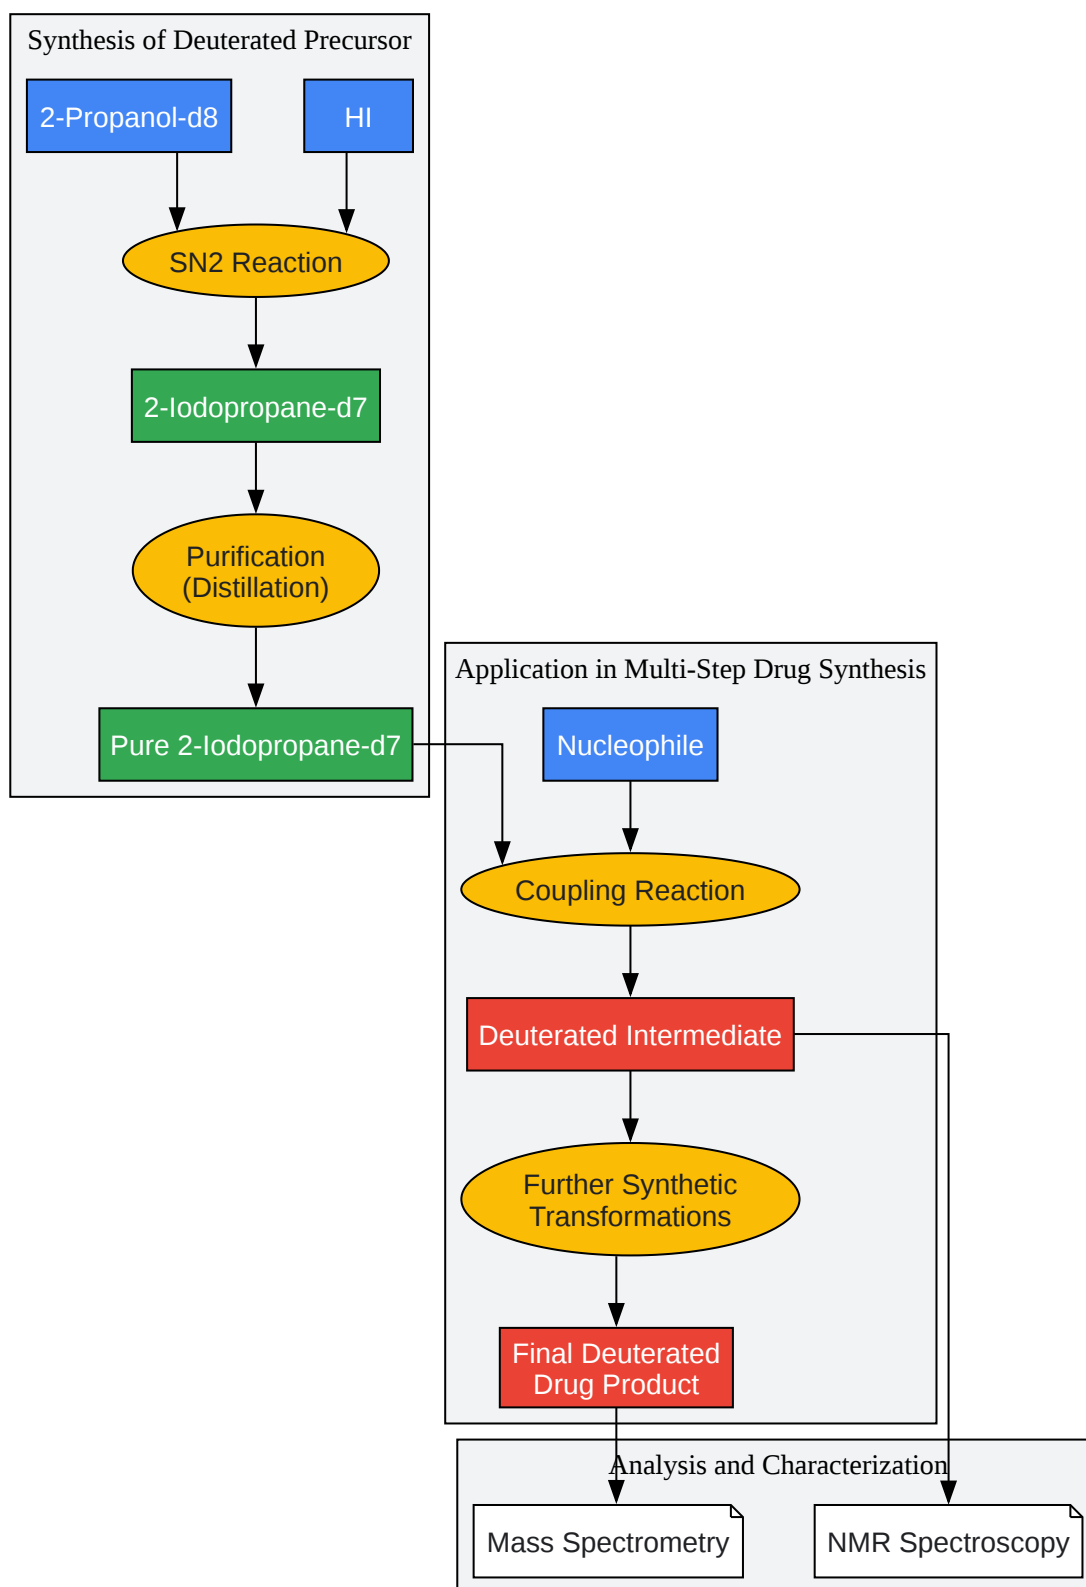 Synthesis of Deuterated Precursor
2-Propanol-d8
HI
SN2 Reaction
2-Iodopropane-d7
Purification
(Distillation)
Pure 2-Iodopropane-d7
Application in Multi-Step Drug Synthesis
Nucleophile
Coupling Reaction
Deuterated Intermediate
Further Synthetic
Transformations
Final Deuterated
Drug Product
Analysis and Characterization
Mass Spectrometry
NMR Spectroscopy